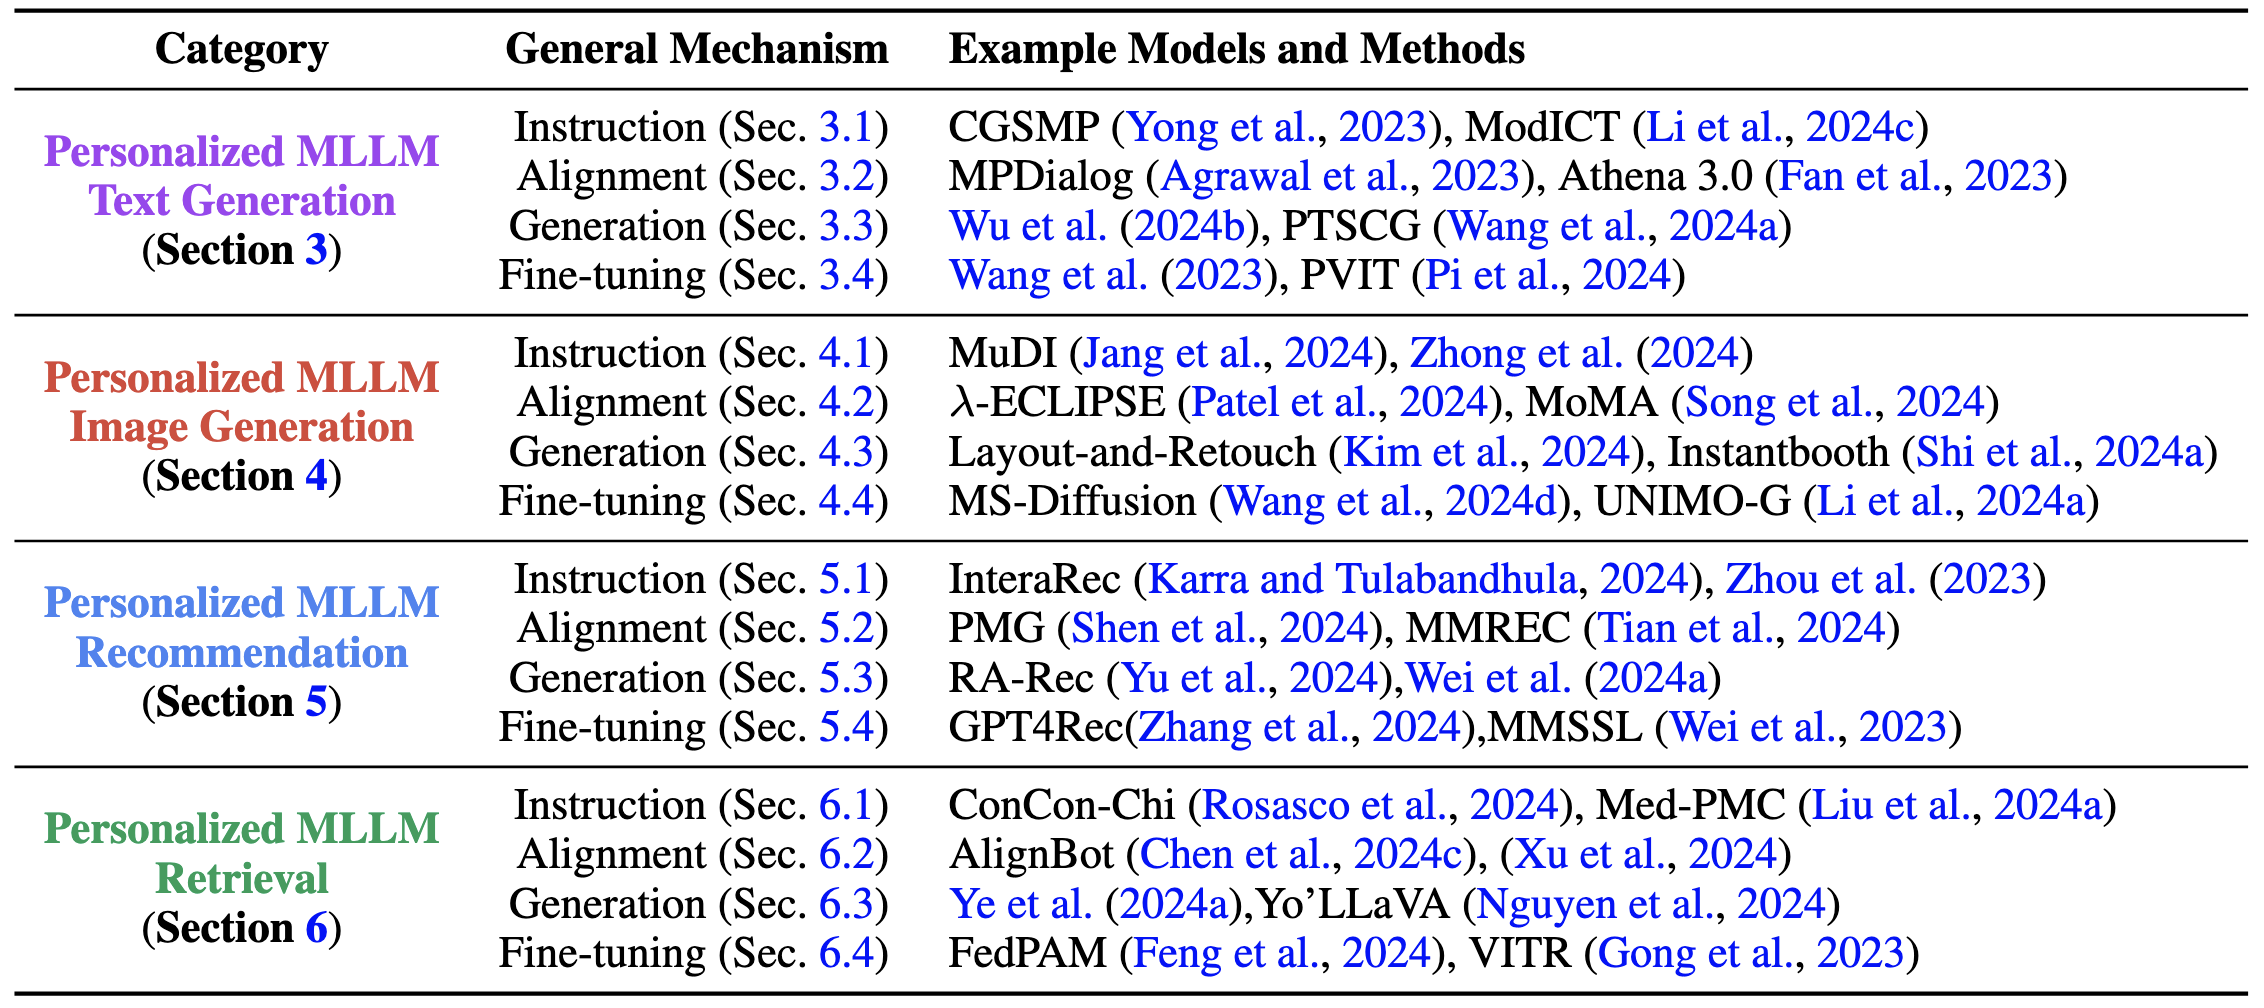 Category General Mechanism Example Models and Methods
Personalized MLLM
Text Generation
(Section 3)
Instruction (Sec. 3.1) CGSMP (Yong et al., 2023), ModICT (Li et al., 2024c)
Alignment (Sec. 3.2) MPDialog (Agrawal et al., 2023), Athena 3.0 (Fan et al., 2023)
Generation (Sec. 3.3) Wu et al. (2024b), PTSCG (Wang et al., 2024a)
Fine-tuning (Sec. 3.4) Wang et al. (2023), PVIT (Pi et al., 2024)
Personalized MLLM
Image Generation
(Section 4)
Instruction (Sec. 4.1) MuDI (Jang et al., 2024), Zhong et al. (2024)
Alignment (Sec. 4.2) λ-ECLIPSE (Patel et al., 2024), MoMA (Song et al., 2024)
Generation (Sec. 4.3) Layout-and-Retouch (Kim et al., 2024), Instantbooth (Shi et al., 2024a)
Fine-tuning (Sec. 4.4) MS-Diffusion (Wang et al., 2024d), UNIMO-G (Li et al., 2024a)
Personalized MLLM
Recommendation
(Section 5)
Instruction (Sec. 5.1) InteraRec (Karra and Tulabandhula, 2024), Zhou et al. (2023)
Alignment (Sec. 5.2) PMG (Shen et al., 2024), MMREC (Tian et al., 2024)
Generation (Sec. 5.3) RA-Rec (Yu et al., 2024),Wei et al. (2024a)
Fine-tuning (Sec. 5.4) GPT4Rec(Zhang et al., 2024),MMSSL (Wei et al., 2023)
Personalized MLLM
Retrieval
(Section 6)
Instruction (Sec. 6.1) ConCon-Chi (Rosasco et al., 2024), Med-PMC (Liu et al., 2024a)
Alignment (Sec. 6.2) AlignBot (Chen et al., 2024c), (Xu et al., 2024)
Generation (Sec. 6.3) Ye et al. (2024a),Yo’LLaVA (Nguyen et al., 2024)
Fine-tuning (Sec. 6.4) FedPAM (Feng et al., 2024), VITR (Gong et al., 2023)